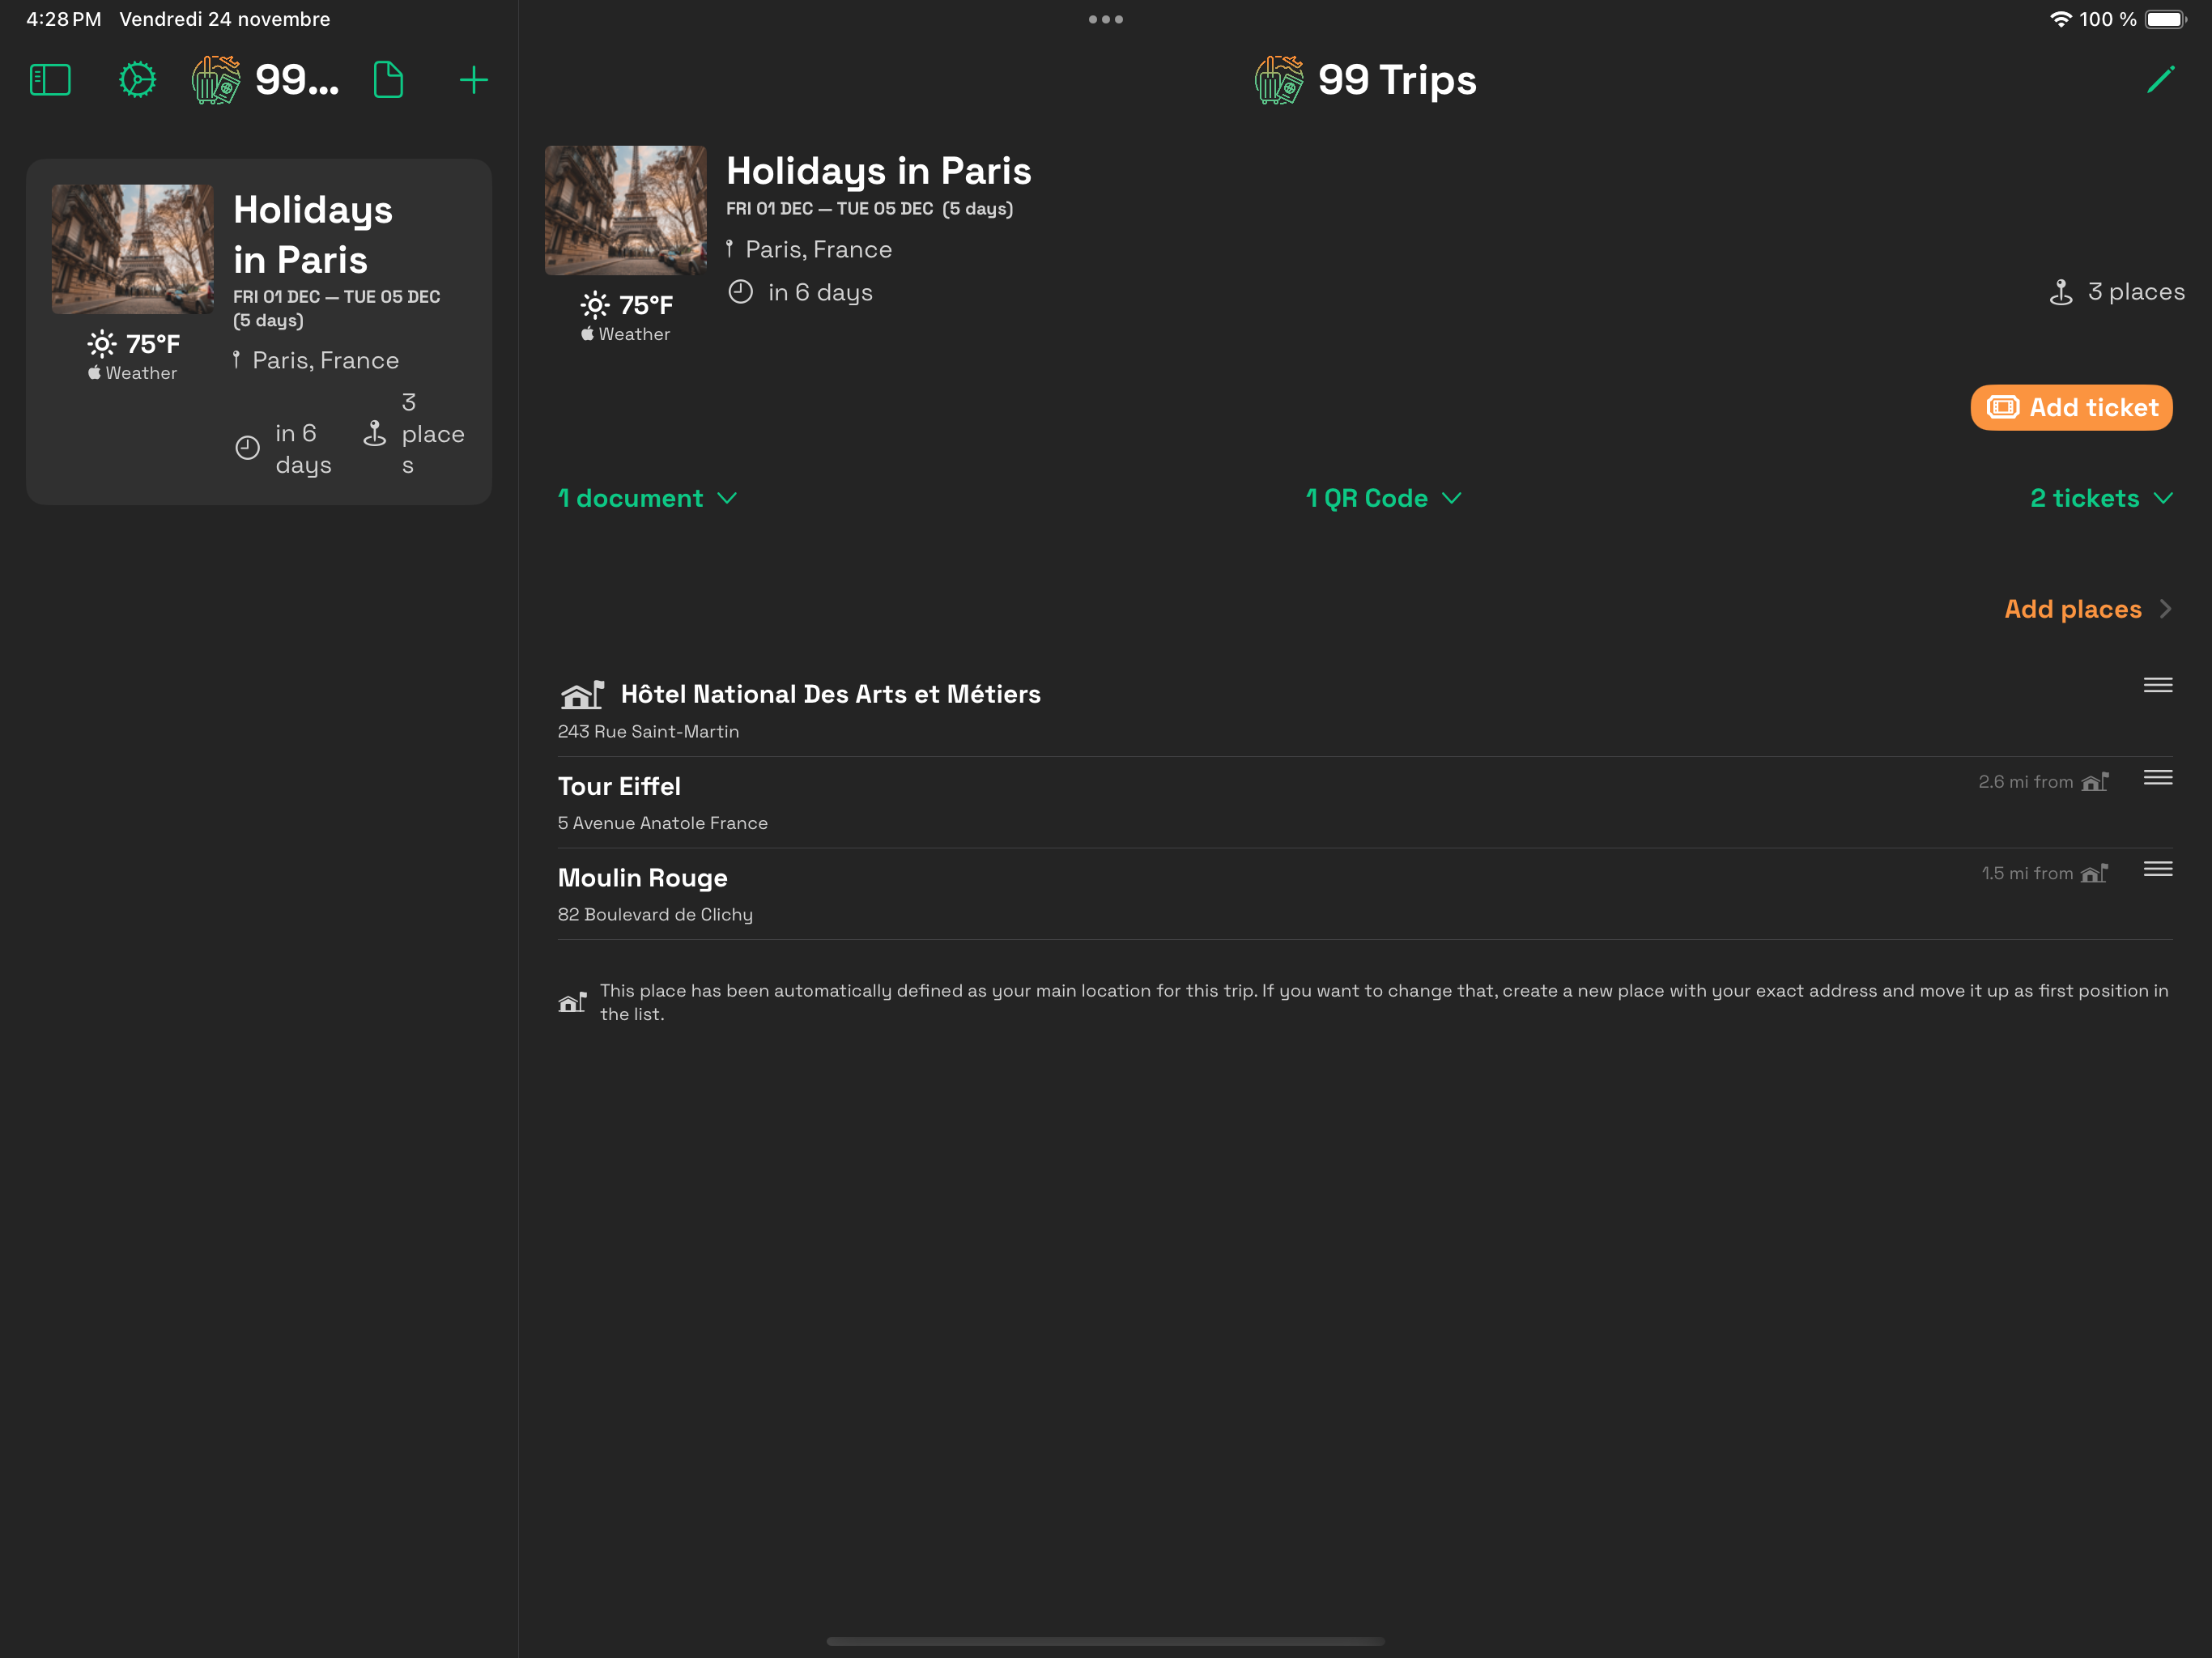 4:28 PM Vendredi 24 novembre
100 %
99...
Holidays
in Paris
FRI 01 DEC — TUE 05 DEC
(5 days)
75°F
Weather
Paris, France
in 6
days
3
place
s
99 Trips
Holidays in Paris
FRI 01 DEC — TUE 05 DEC (5 days)
Paris, France
in 6 days
3 places
75°F
Weather
Add ticket
1 document
1 QR Code
2 tickets
Add places
Hôtel National Des Arts et Métiers
243 Rue Saint-Martin
Tour Eiffel
2.6 mi from
5 Avenue Anatole France
Moulin Rouge
1.5 mi from
82 Boulevard de Clichy
This place has been automatically defined as your main location for this trip. If you want to change that, create a new place with your exact address and move it up as first position in
the list.